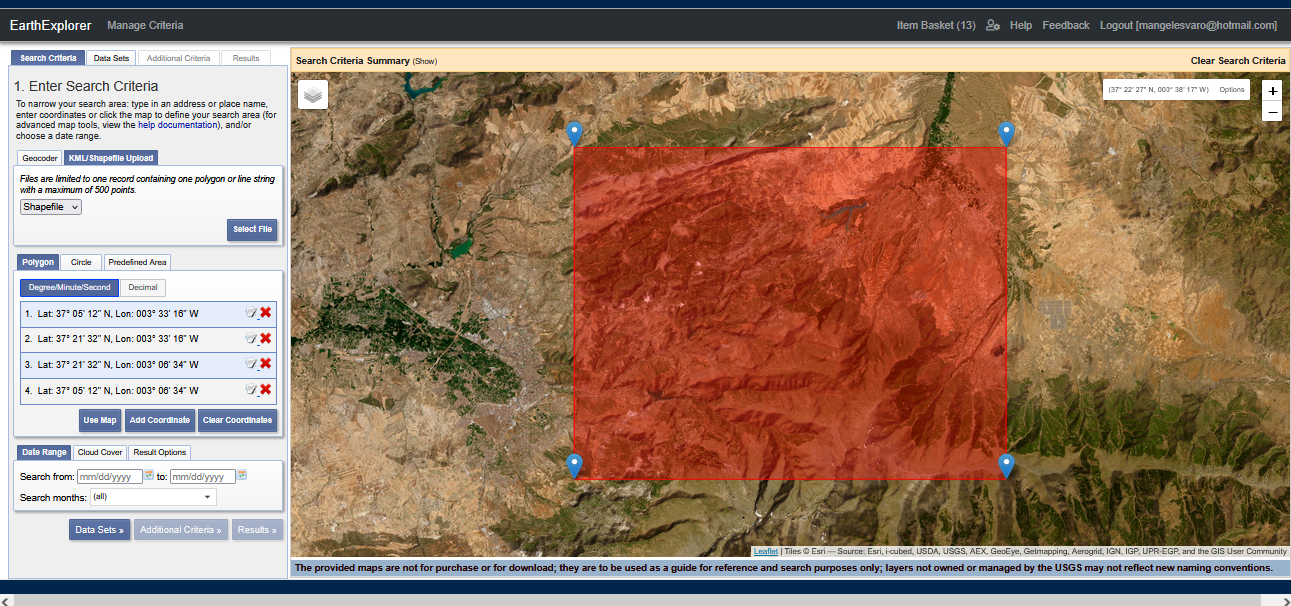 EarthExplorer
Manage Criteria
Item Basket (13)
Help
Feedback
Logout [mangelesvaro@hotmail.com]
Search Criteria
Data Sets
Additional Criteria
Results
1. Enter Search Criteria
To narrow your search area: type in an address or place name,
enter coordinates or click the map to define your search area (for
advanced map tools, view the help documentation), and/or
choose a date range.
Geocoder
KML/Shapefile Upload
Files are limited to one record containing one polygon or line string
with a maximum of 500 points.
Shapefile
Select File
Polygon
Circle
Predefined Area
Degree/Minute/Second
Decimal
1. Lat: 37° 05' 12" N, Lon: 003° 33' 16" W
2. Lat: 37° 21' 32" N, Lon: 003° 33' 16" W
3. Lat: 37° 21' 32" N, Lon: 003° 06' 34" W
4. Lat: 37° 05' 12" N, Lon: 003° 06' 34" W
Use Map
Add Coordinate
Clear Coordinates
Date Range
Cloud Cover
Result Options
Search from: mm/dd/yyyy to: mm/dd/yyyy
Search months: (all)
Data Sets »
Additional Criteria »
Results »
Search Criteria Summary (Show)
Clear Search Criteria
(37° 22' 27" N, 003° 38' 17" W)
Options
+
−
Leaflet | Tiles © Esri — Source: Esri, i-cubed, USDA, USGS, AEX, GeoEye, Getmapping, Aerogrid, IGN, IGP, UPR-EGP, and the GIS User Community
The provided maps are not for purchase or for download; they are to be used as a guide for reference and search purposes only; layers not owned or managed by the USGS may not reflect new naming conventions.